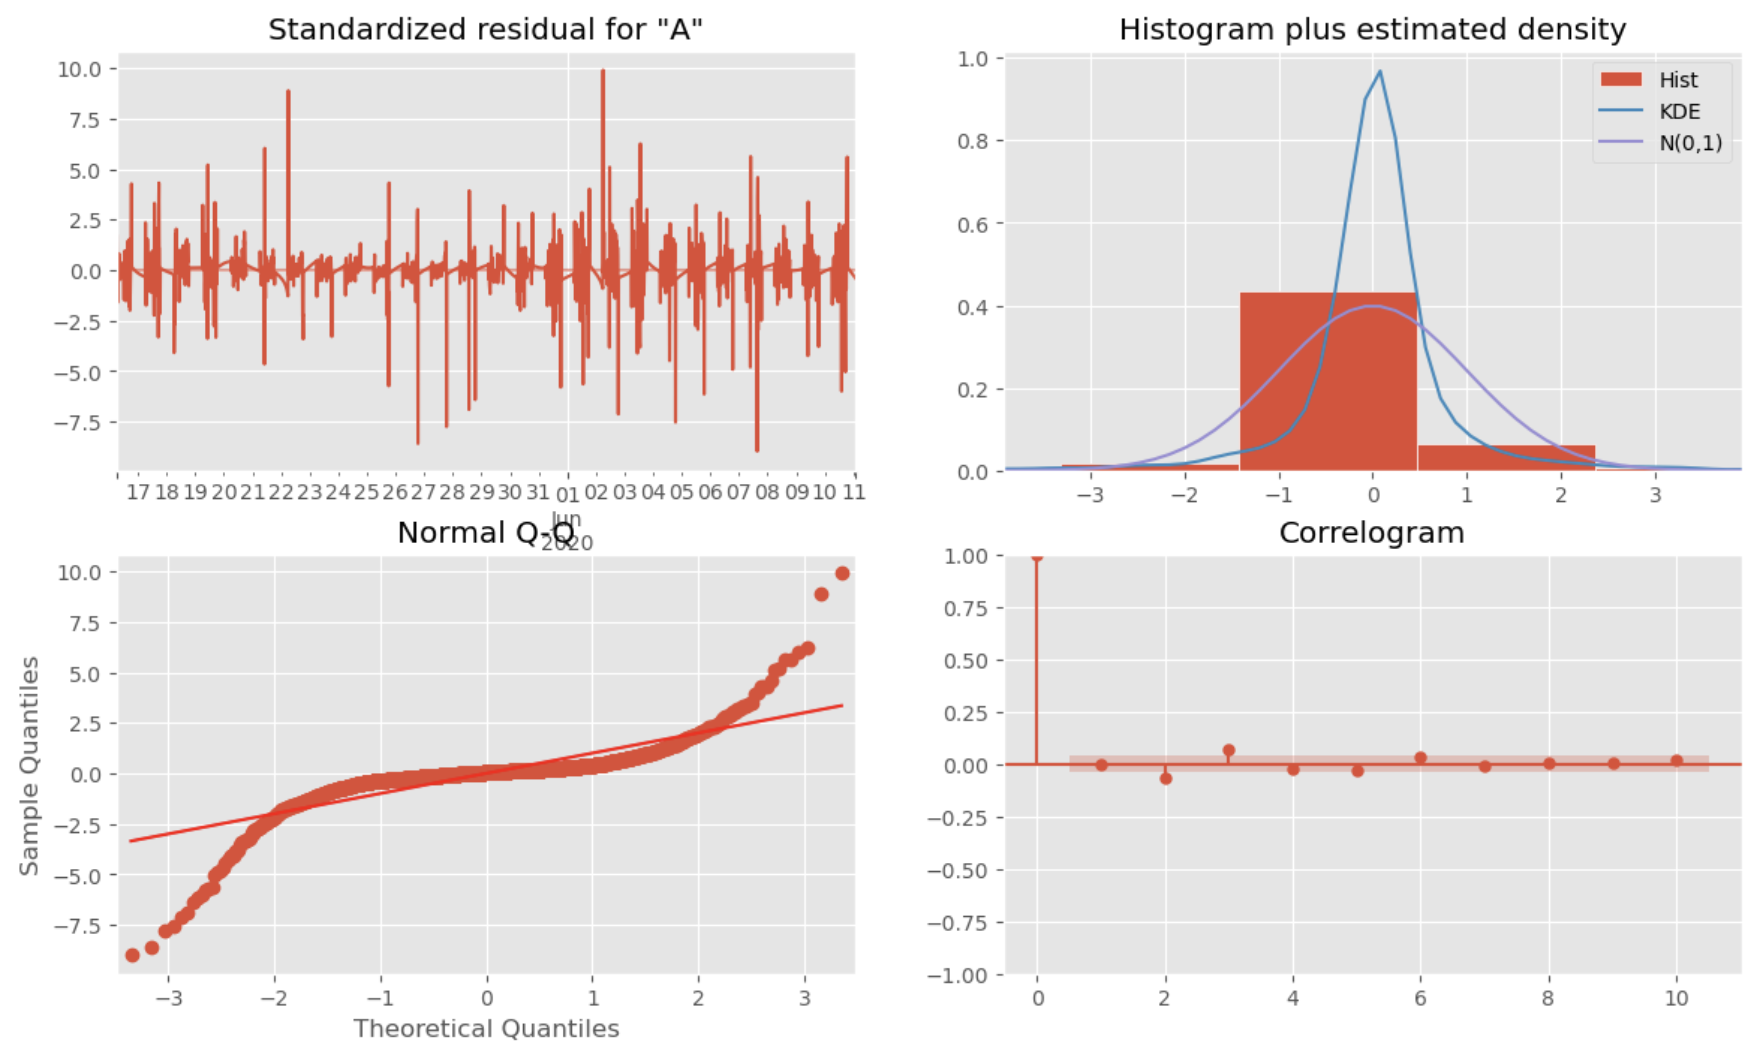 Standardized residual for "A"
10.0
7.5
5.0
2.5
0.0
−2.5
−5.0
−7.5
17 18 19 20 21 22 23 24 25 26 27 28 29 30 31 01 02 03 04 05 06 07 08 09 10 11
Jun
2020
Histogram plus estimated density
1.0
0.8
0.6
0.4
0.2
0.0
Hist
KDE
N(0,1)
−3 −2 −1 0 1 2 3
Normal Q-Q
Sample Quantiles
10.0
7.5
5.0
2.5
0.0
−2.5
−5.0
−7.5
−3 −2 −1 0 1 2 3
Theoretical Quantiles
Correlogram
1.00
0.75
0.50
0.25
0.00
−0.25
−0.50
−0.75
−1.00
0 2 4 6 8 10